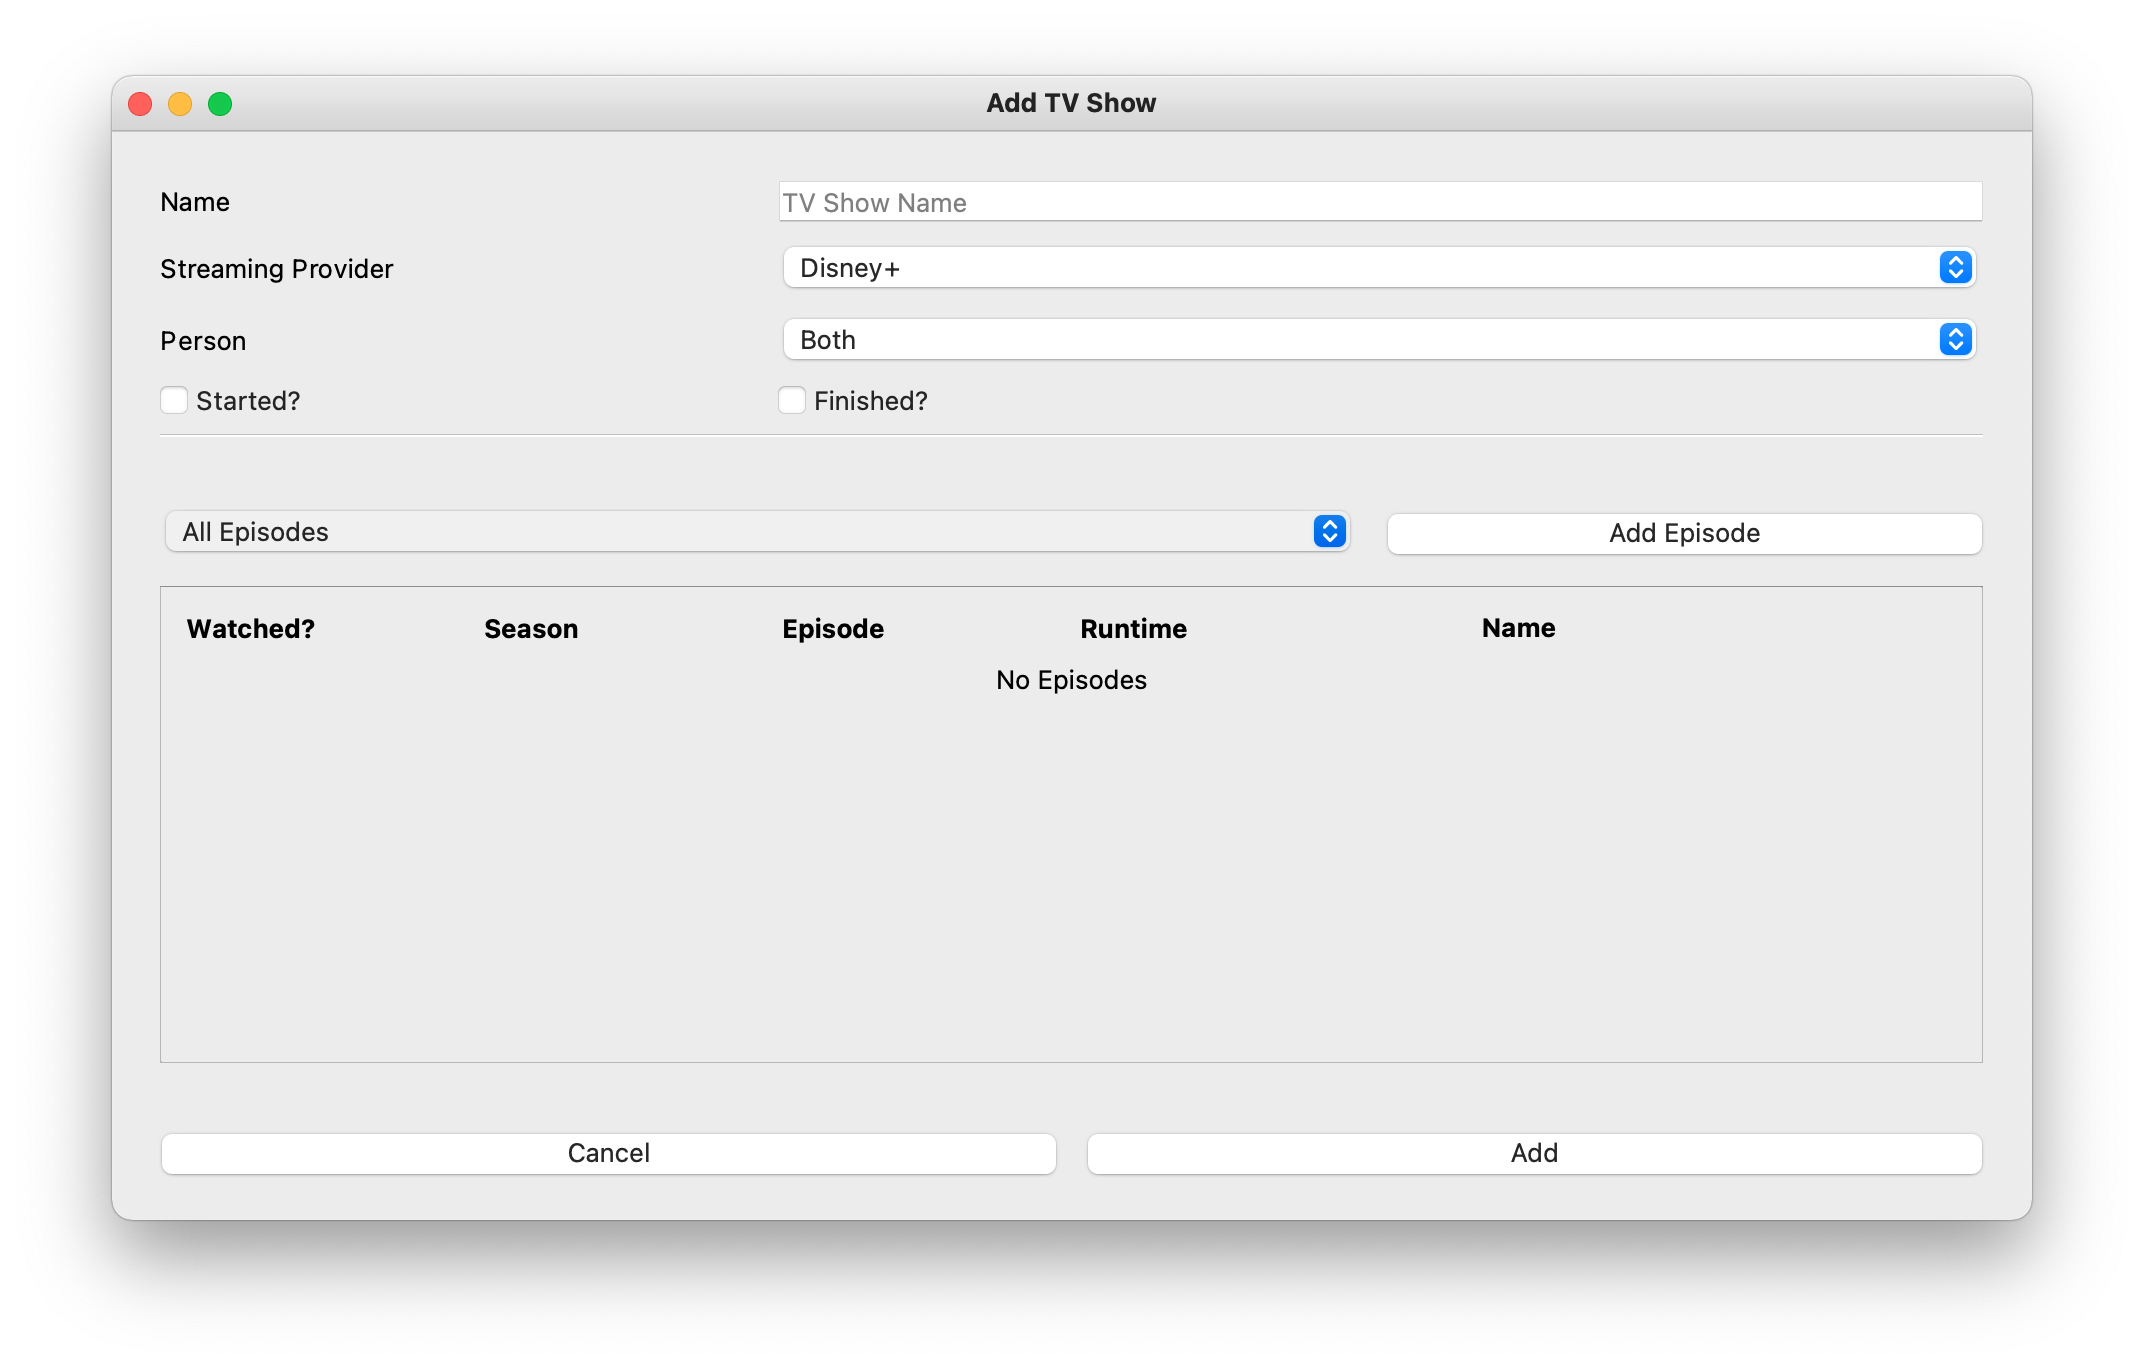 Add TV Show
Name
TV Show Name
Streaming Provider
Disney+
Person
Both
Started?
Finished?
All Episodes
Add Episode
Watched? Season Episode Runtime Name
No Episodes
Cancel
Add